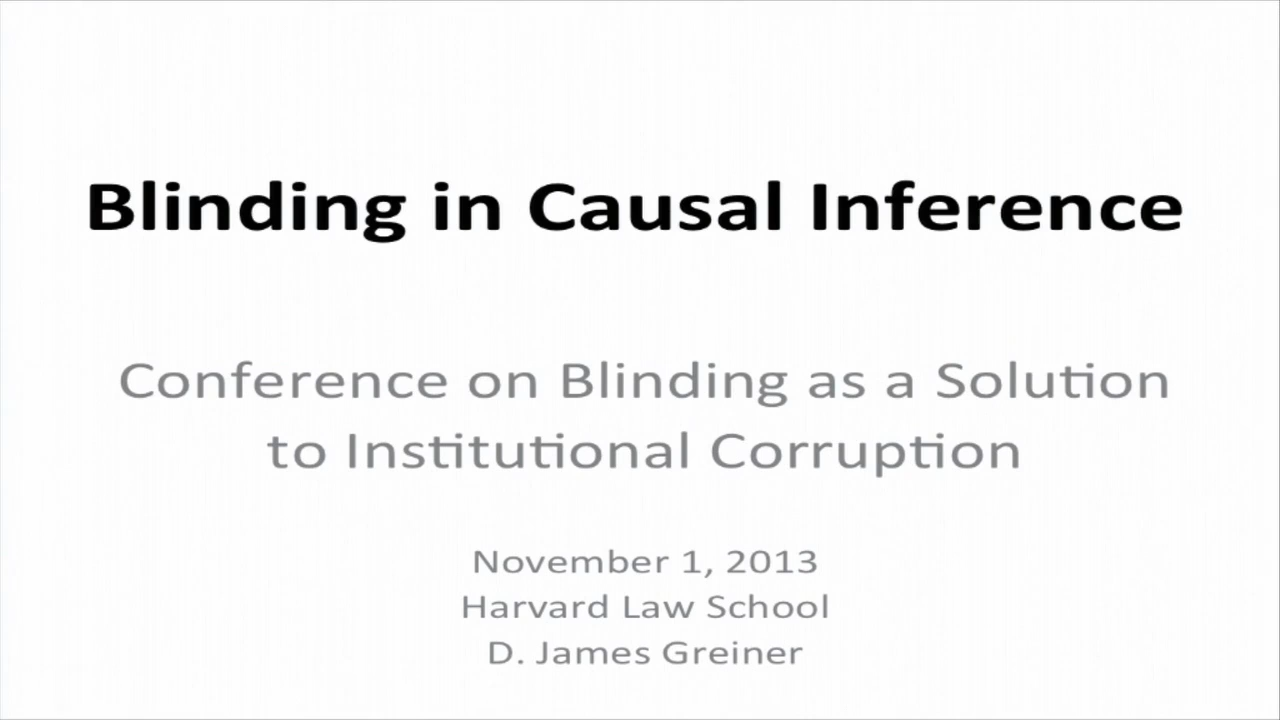 Blinding in Causal Inference
Conference on Blinding as a Solution
to Institutional Corruption
November 1, 2013
Harvard Law School
D. James Greiner